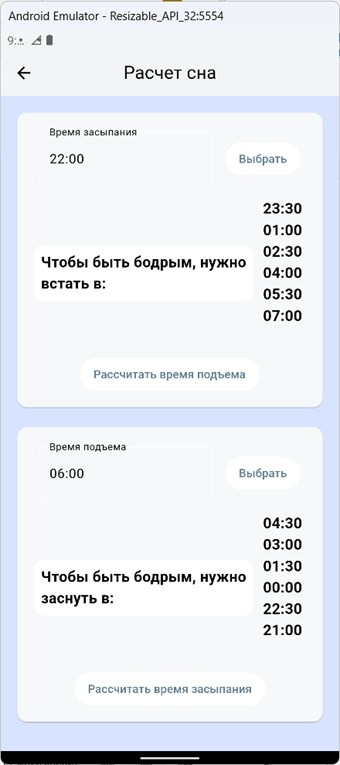 Android Emulator - Resizable_API_32:5554
9:
Расчет сна
Время засыпания
22:00
Выбрать
23:30
01:00
02:30
04:00
05:30
07:00
Чтобы быть бодрым, нужно
встать в:
Рассчитать время подъема
Время подъема
06:00
Выбрать
04:30
03:00
01:30
00:00
22:30
21:00
Чтобы быть бодрым, нужно
заснуть в:
Рассчитать время засыпания